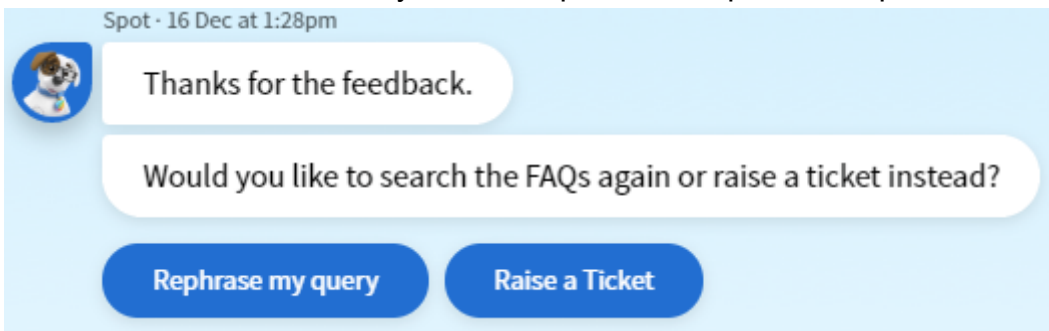 Spot · 16 Dec at 1:28pm
Thanks for the feedback.
Would you like to search the FAQs again or raise a ticket instead?
Rephrase my query
Raise a Ticket